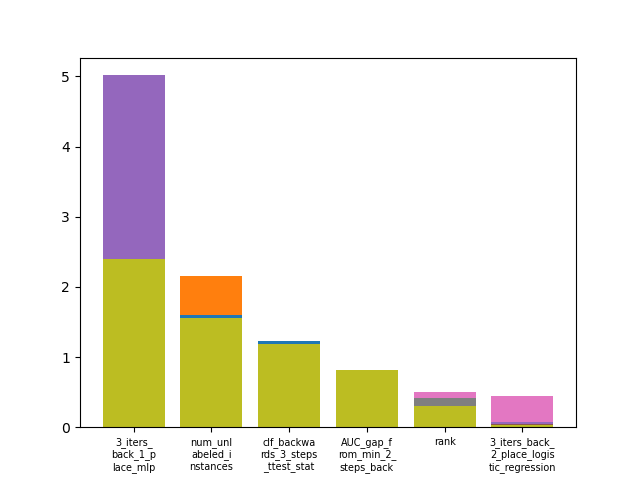 5
4
3
2
1
0
3_iters_
back_1_p
lace_mlp
num_unl
abeled_i
nstances
clf_backwa
rds_3_steps
_ttest_stat
AUC_gap_f
rom_min_2_
steps_back
rank
3_iters_back_
2_place_logis
tic_regression